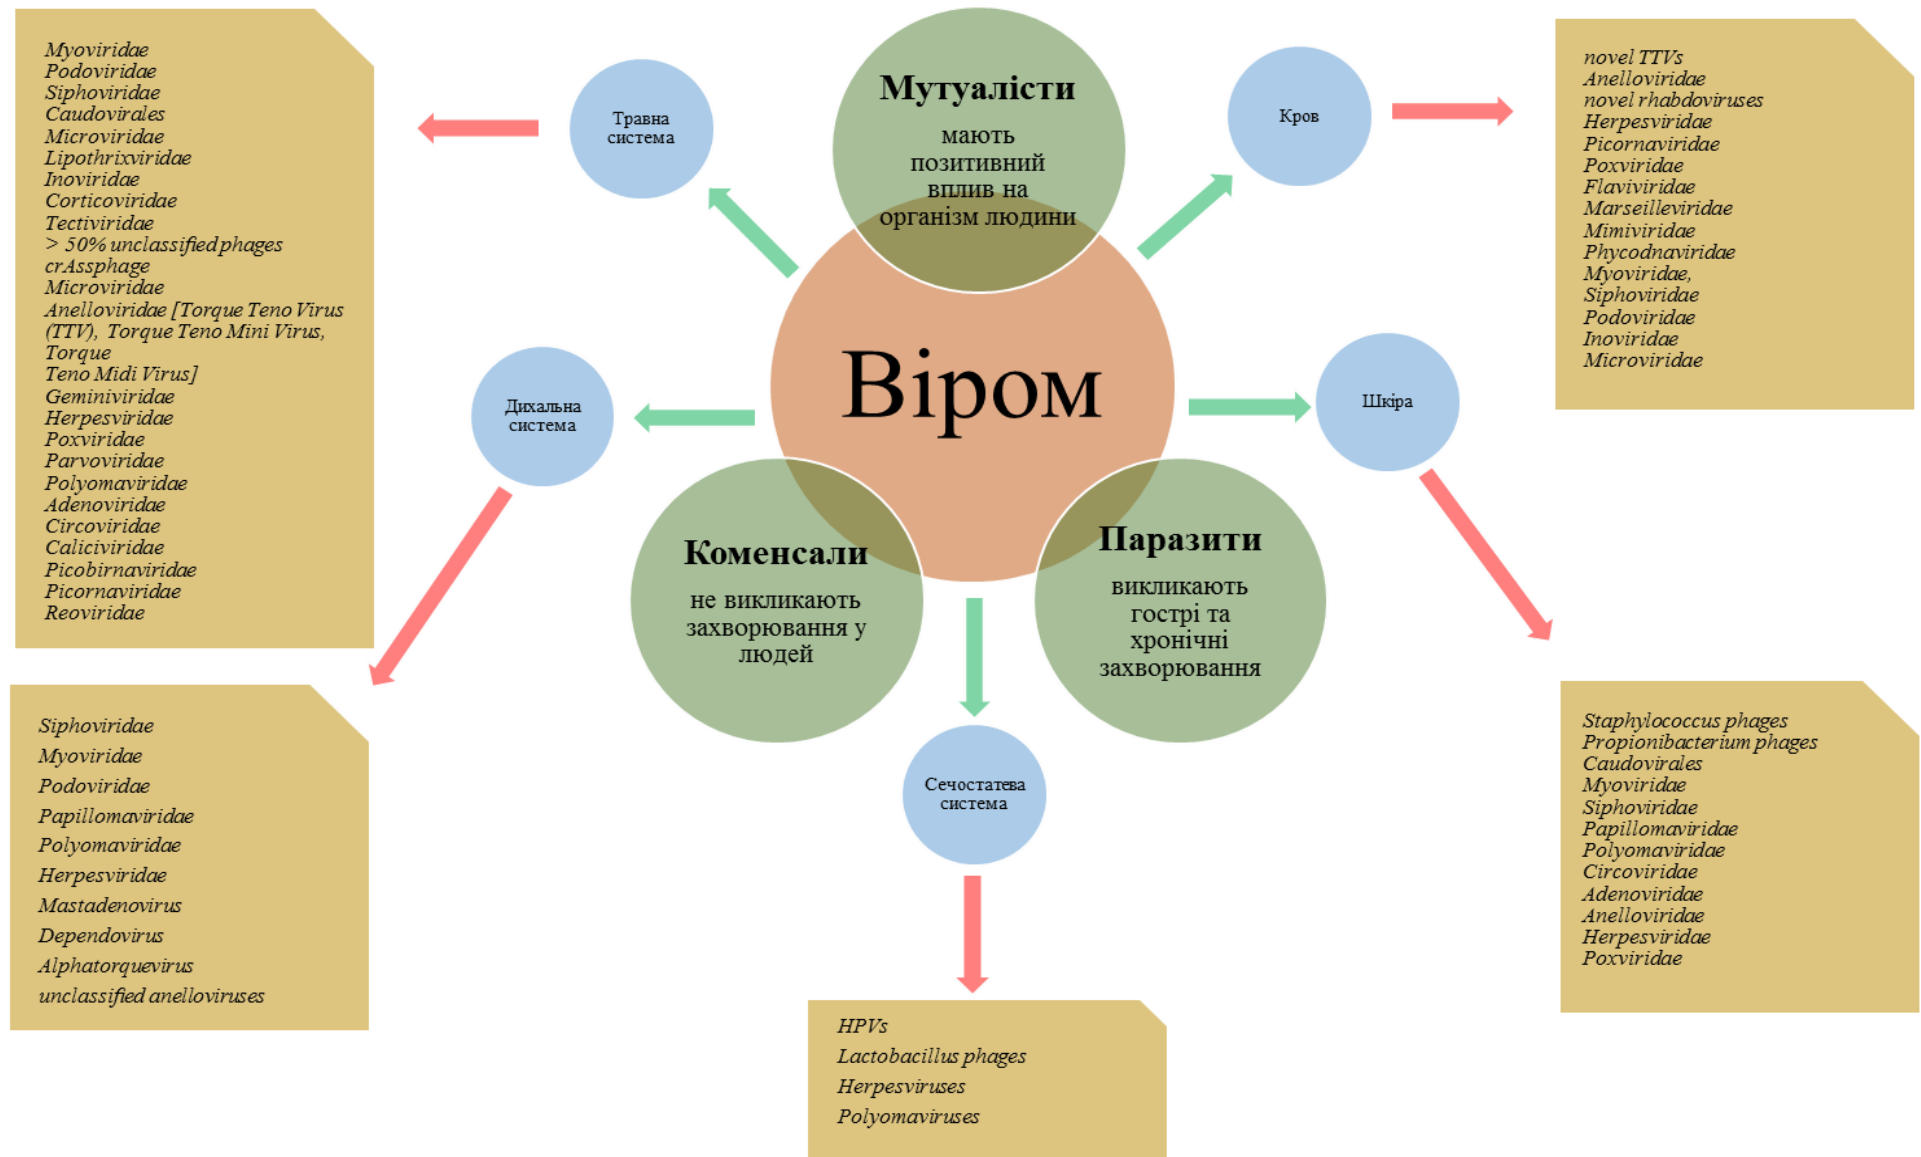 Myoviridae
Podoviridae
Siphoviridae
Caudovirales
Microviridae
Lipothrixviridae
Inoviridae
Corticoviridae
Tectiviridae
> 50% unclassified phages
crAssphage
Microviridae
Anelloviridae [Torque Teno Virus
(TTV), Torque Teno Mini Virus,
Torque
Teno Midi Virus]
Geminiviridae
Herpesviridae
Poxviridae
Parvoviridae
Polyomaviridae
Adenoviridae
Circoviridae
Caliciviridae
Picobirnaviridae
Picornaviridae
Reoviridae
Травна
система
Мутуалісти
мають
позитивний
вплив на
організм людини
Кров
novel TTVs
Anelloviridae
novel rhabdoviruses
Herpesviridae
Picornaviridae
Poxviridae
Flaviviridae
Marseilleviridae
Mimiviridae
Phycodnaviridae
Myoviridae,
Siphoviridae
Podoviridae
Inoviridae
Microviridae
Дихальна
система
Віром
Шкіра
Коменсали
не викликають
захворювання у
людей
Паразити
викликають
гострі та
хронічні
захворювання
Siphoviridae
Myoviridae
Podoviridae
Papillomaviridae
Polyomaviridae
Herpesviridae
Mastadenovirus
Dependovirus
Alphatorquevirus
unclassified anelloviruses
Сечостатева
система
Staphylococcus phages
Propionibacterium phages
Caudovirales
Myoviridae
Siphoviridae
Papillomaviridae
Polyomaviridae
Circoviridae
Adenoviridae
Anelloviridae
Herpesviridae
Poxviridae
HPVs
Lactobacillus phages
Herpesviruses
Polyomaviruses